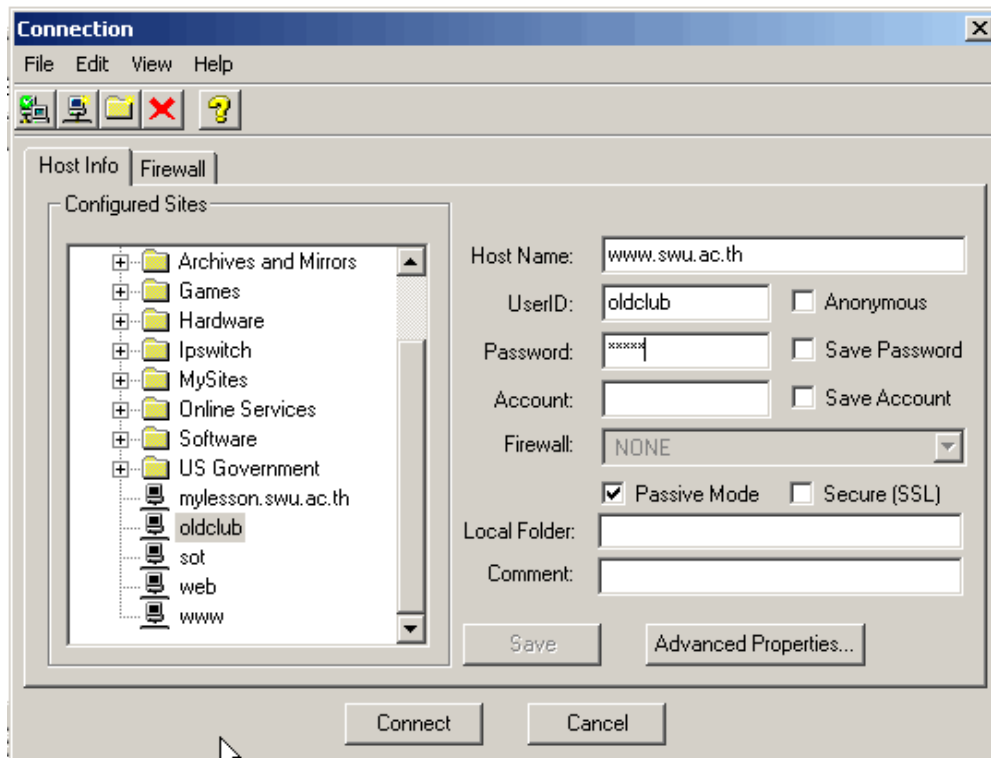 Connection
File Edit View Help
Host Info Firewall
Configured Sites
Archives and Mirrors
Games
Hardware
Ipswitch
MySites
Online Services
Software
US Government
mylesson.swu.ac.th
oldclub
sot
web
www
Host Name: www.swu.ac.th
UserID: oldclub Anonymous
Password: ***** Save Password
Account: Save Account
Firewall: NONE
Passive Mode Secure (SSL)
Local Folder:
Comment:
Save Advanced Properties...
Connect Cancel